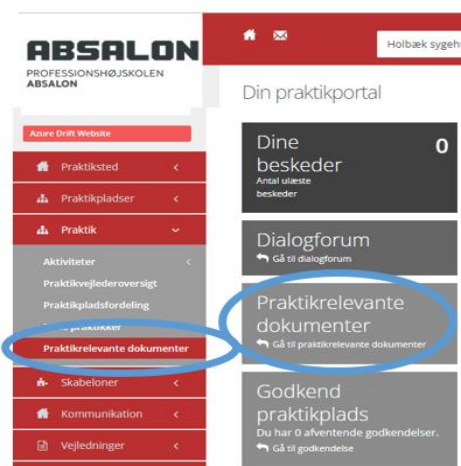 ABSALON
PROFESSIONSHØJSKOLEN
ABSALON
Azure Drift Website
Praktiksted
Praktikpladser
Praktik
Aktiviteter
Praktikvejlederoversigt
Praktikpladsfordeling
praktikker
Praktikrelevante dokumenter
Skabeloner
Kommunikation
Vejledninger
Holbæk
Din praktikportal
Dine
beskeder
0
Antal ulæste
beskeder
Dialogforum
Gå til dialogforum
Praktikrelevante
dokumenter
Gå til praktikrelevante dokumenter
Godkend
praktikplads
Du har 0 afventende godkendelser.
Gå til godkendelse